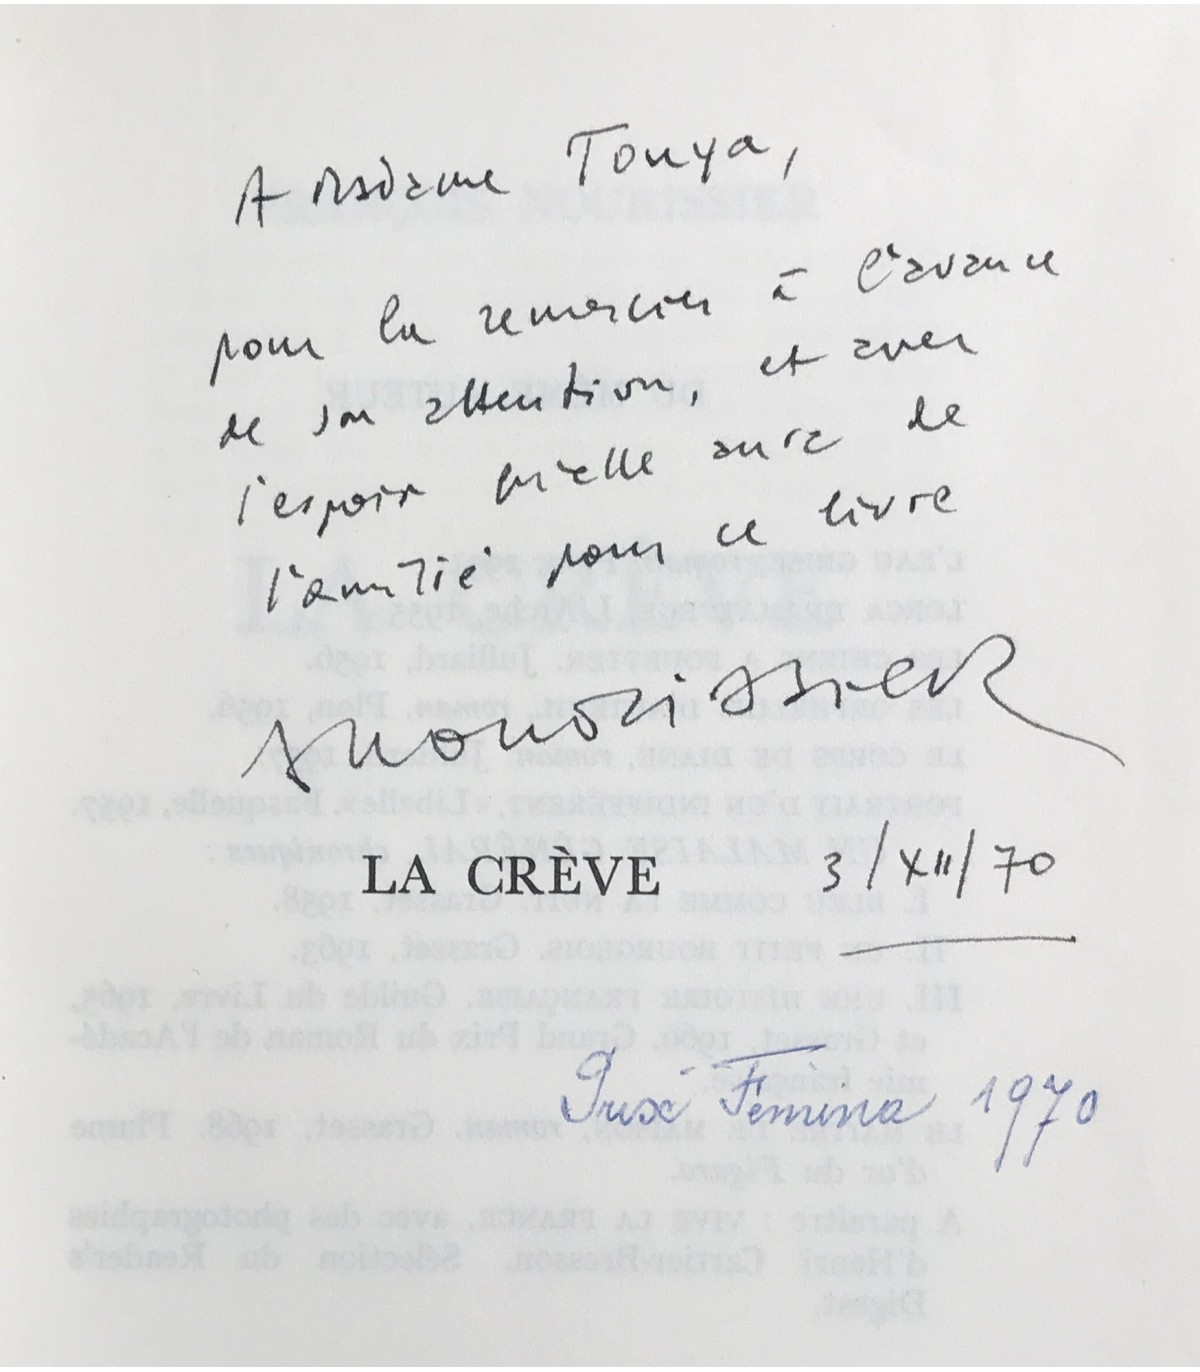 A Madame Tonya,
pour la remercier à l'avance
de son attention, et avec
l'espoir qu'elle aura de
l'amitié pour ce livre
FNourissier
LA CRÈVE
3/XII/70
Prix Femina 1970